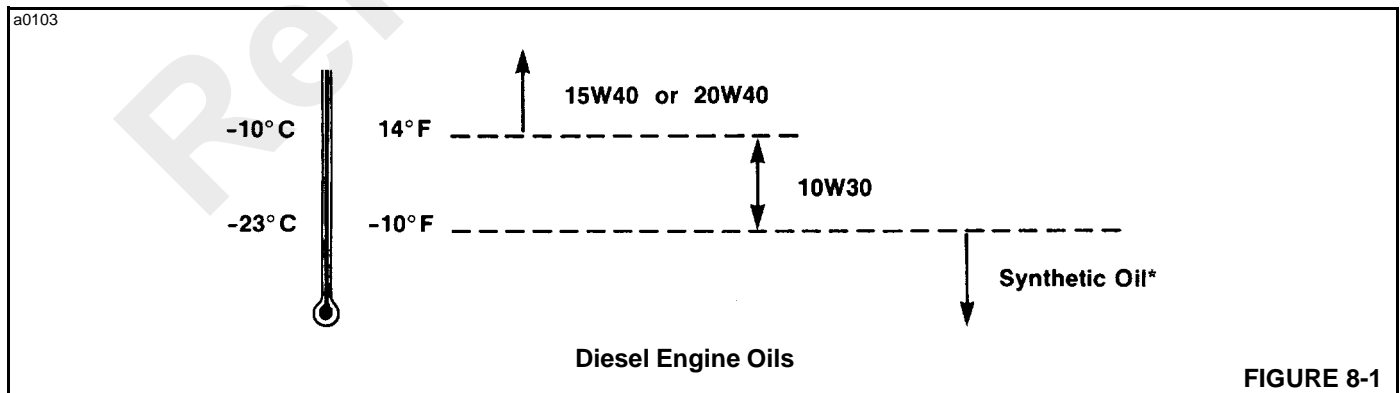 a0103
15W40 or 20W40
-10°C 14°F
10W30
-23°C -10°F
Synthetic Oil*
Diesel Engine Oils
FIGURE 8-1